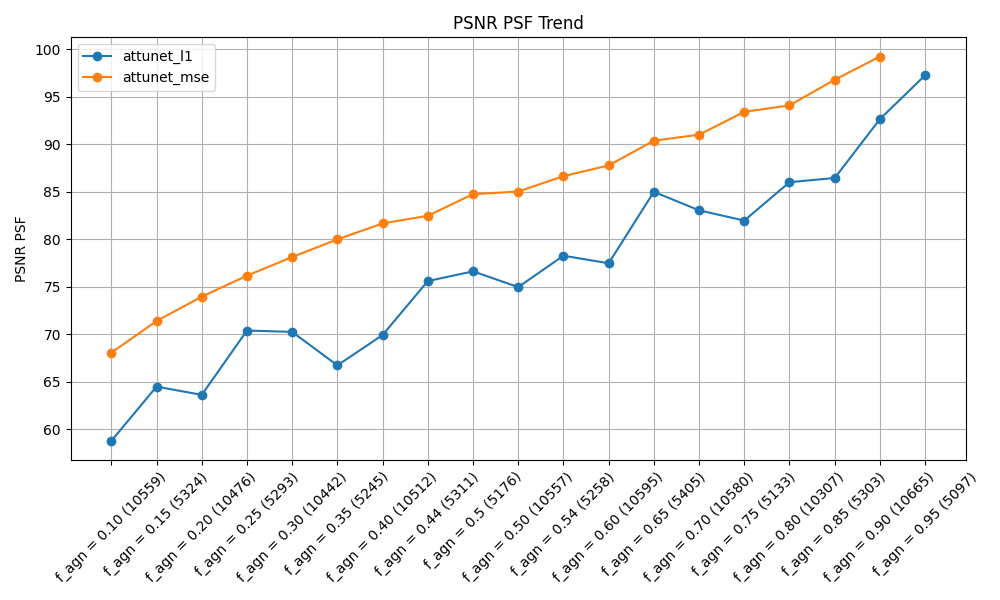 PSNR PSF Trend
attunet_l1
attunet_mse
PSNR PSF
100
95
90
85
80
75
70
65
60
f_agn = 0.10 (10559)
f_agn = 0.15 (5324)
f_agn = 0.20 (10476)
f_agn = 0.25 (5293)
f_agn = 0.30 (10442)
f_agn = 0.35 (5245)
f_agn = 0.40 (10512)
f_agn = 0.44 (5311)
f_agn = 0.5 (5176)
f_agn = 0.50 (10557)
f_agn = 0.54 (5258)
f_agn = 0.60 (10595)
f_agn = 0.65 (5405)
f_agn = 0.70 (10580)
f_agn = 0.75 (5133)
f_agn = 0.80 (10307)
f_agn = 0.85 (5303)
f_agn = 0.90 (10665)
f_agn = 0.95 (5097)